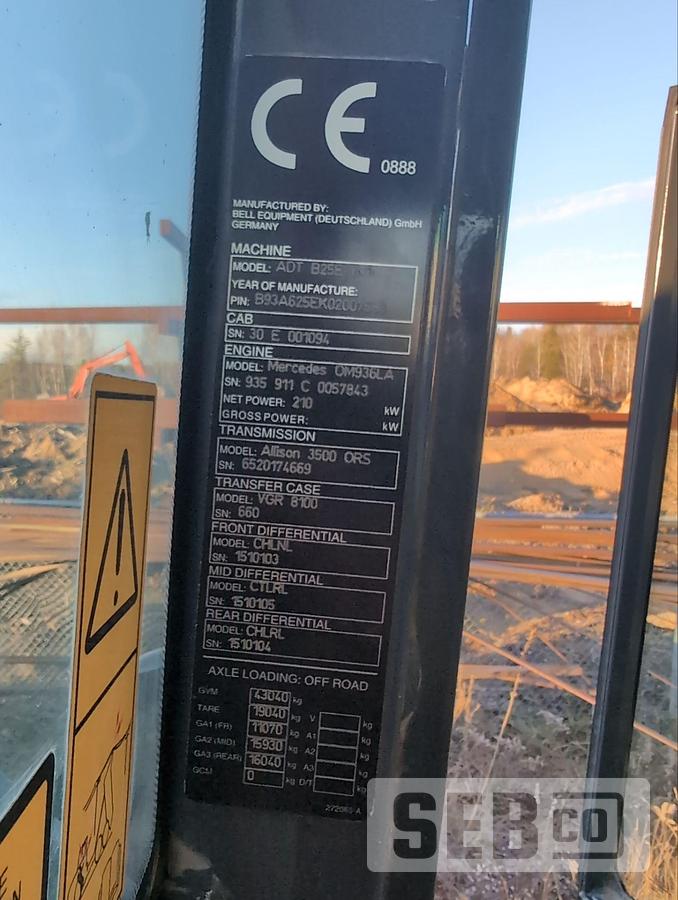 CE 0888
MANUFACTURED BY:
BELL EQUIPMENT (DEUTSCHLAND) GmbH
GERMANY
MACHINE
MODEL: ADT B25E
YEAR OF MANUFACTURE:
PIN:
CAB
SN: 30 E 001094
ENGINE
MODEL: Mercedes OM936LA
SN: 935 911 C 0057843
NET POWER: 210 kW
GROSS POWER: kW
TRANSMISSION
MODEL: Allison 3500 ORS
SN: 6520174669
TRANSFER CASE
MODEL: VGR 8100
SN: 660
FRONT DIFFERENTIAL
MODEL: CHLNL
SN: 1510103
MID DIFFERENTIAL
MODEL: CTLRL
SN: 1510105
REAR DIFFERENTIAL
MODEL: CHLRL
SN: 1510104
AXLE LOADING: OFF ROAD
GVM 43040 kg
TARE 19040 kg V kg
GA1 (FR) 11070 kg A1 kg
GA2 (MID) 15930 kg A2 kg
GA3 (REAR) 16040 kg A3 kg
GCM 0 kg D/T kg
SEBCO